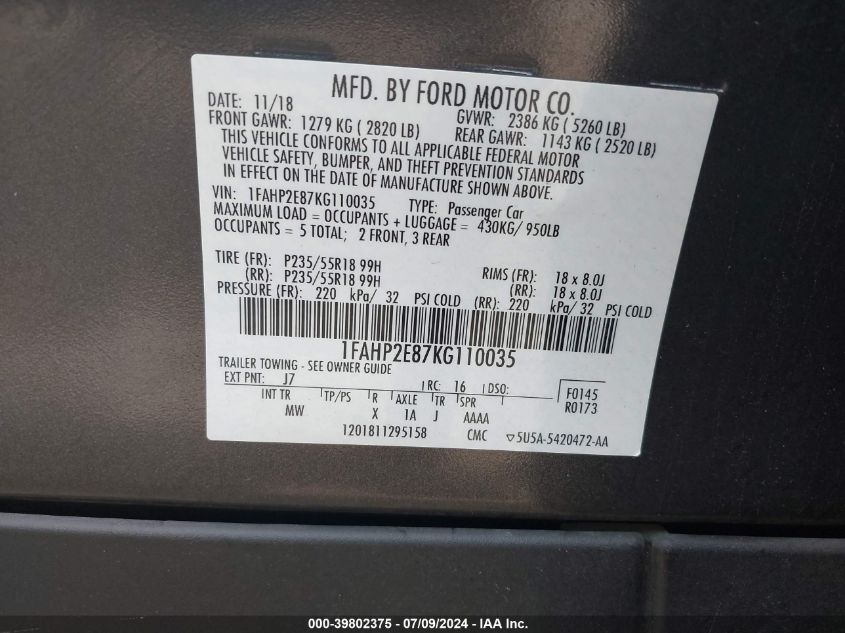 MFD. BY FORD MOTOR CO.
DATE: 11/18 GVWR: 2386 KG ( 5260 LB)
FRONT GAWR: 1279 KG ( 2820 LB) REAR GAWR: 1143 KG ( 2520 LB)
THIS VEHICLE CONFORMS TO ALL APPLICABLE FEDERAL MOTOR
VEHICLE SAFETY, BUMPER, AND THEFT PREVENTION STANDARDS
IN EFFECT ON THE DATE OF MANUFACTURE SHOWN ABOVE.
VIN: 1FAHP2E87KG110035 TYPE: Passenger Car
MAXIMUM LOAD = OCCUPANTS + LUGGAGE = 430KG/ 950LB
OCCUPANTS = 5 TOTAL; 2 FRONT, 3 REAR
TIRE (FR): P235/55R18 99H RIMS (FR): 18 x 8.0J
(RR): P235/55R18 99H (RR): 18 x 8.0J
PRESSURE (FR): 220 kPa/ 32 PSI COLD (RR): 220 kPa/ 32 PSI COLD
1FAHP2E87KG110035
TRAILER TOWING - SEE OWNER GUIDE
EXT PNT: J7 RC: 16 DSO: F0145
INT TR TP/PS R AXLE TR SPR R0173
MW X 1A J AAAA
1201811295158 CMC ▽5U5A-5420472-AA
000-39802375 - 07/09/2024 - IAA Inc.